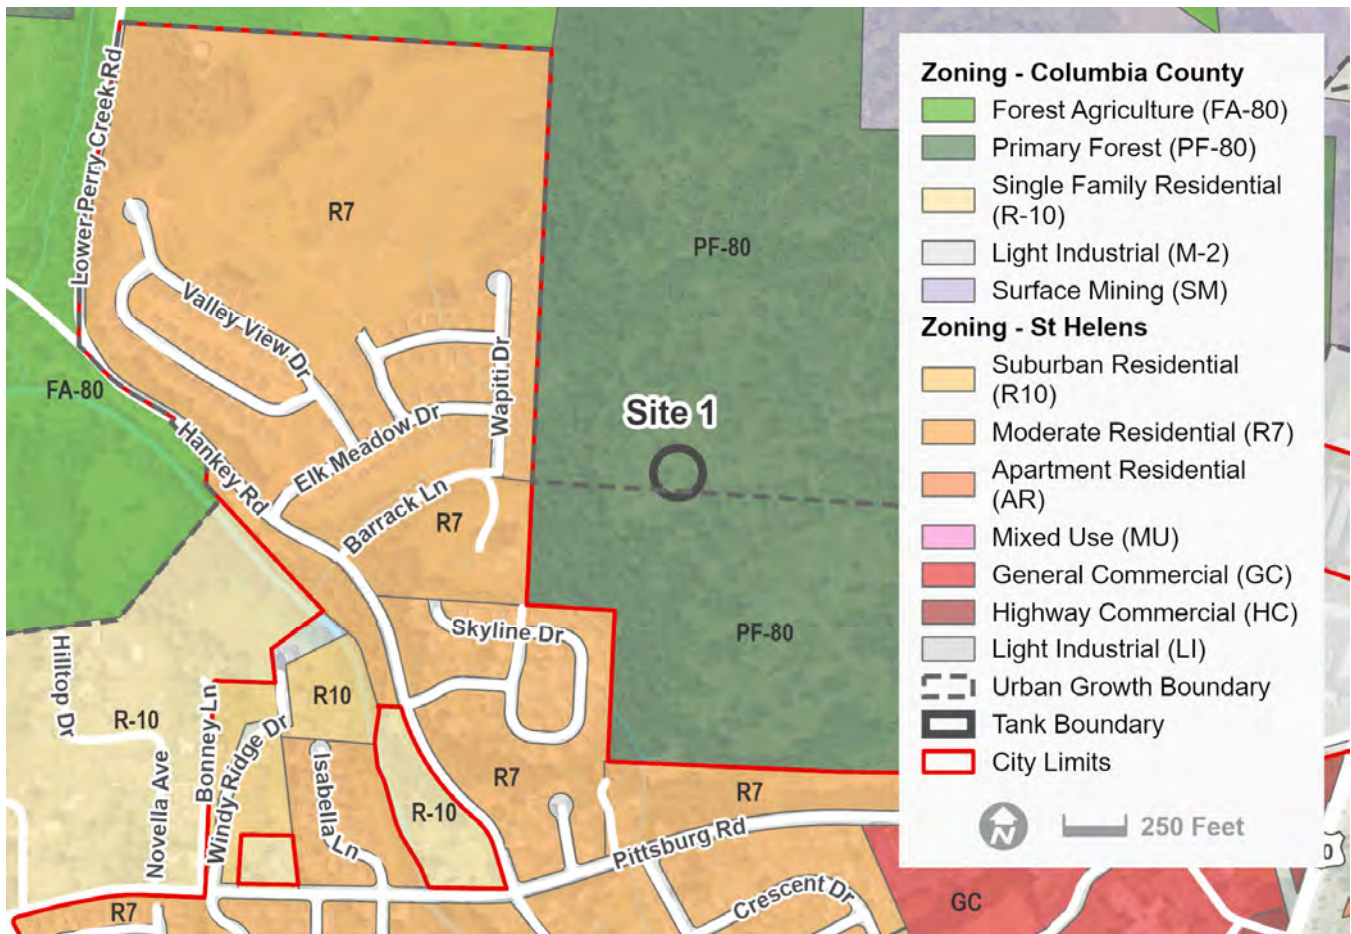 Lower Perry Creek Rd
R7
PF-80
Valley View Dr
Wapiti Dr
FA-80
Site 1
Hankey Rd
Elk Meadow Dr
Barrack Ln
R7
Skyline Dr
PF-80
Hilltop Dr
R-10
Novella Ave
Bonney Ln
Windy Ridge Dr
R10
Isabella Ln
R-10
R7
R7
Pittsburg Rd
R7
Crescent Dr
GC
Zoning - Columbia County
Forest Agriculture (FA-80)
Primary Forest (PF-80)
Single Family Residential
(R-10)
Light Industrial (M-2)
Surface Mining (SM)
Zoning - St Helens
Suburban Residential
(R10)
Moderate Residential (R7)
Apartment Residential
(AR)
Mixed Use (MU)
General Commercial (GC)
Highway Commercial (HC)
Light Industrial (LI)
Urban Growth Boundary
Tank Boundary
City Limits
N
250 Feet